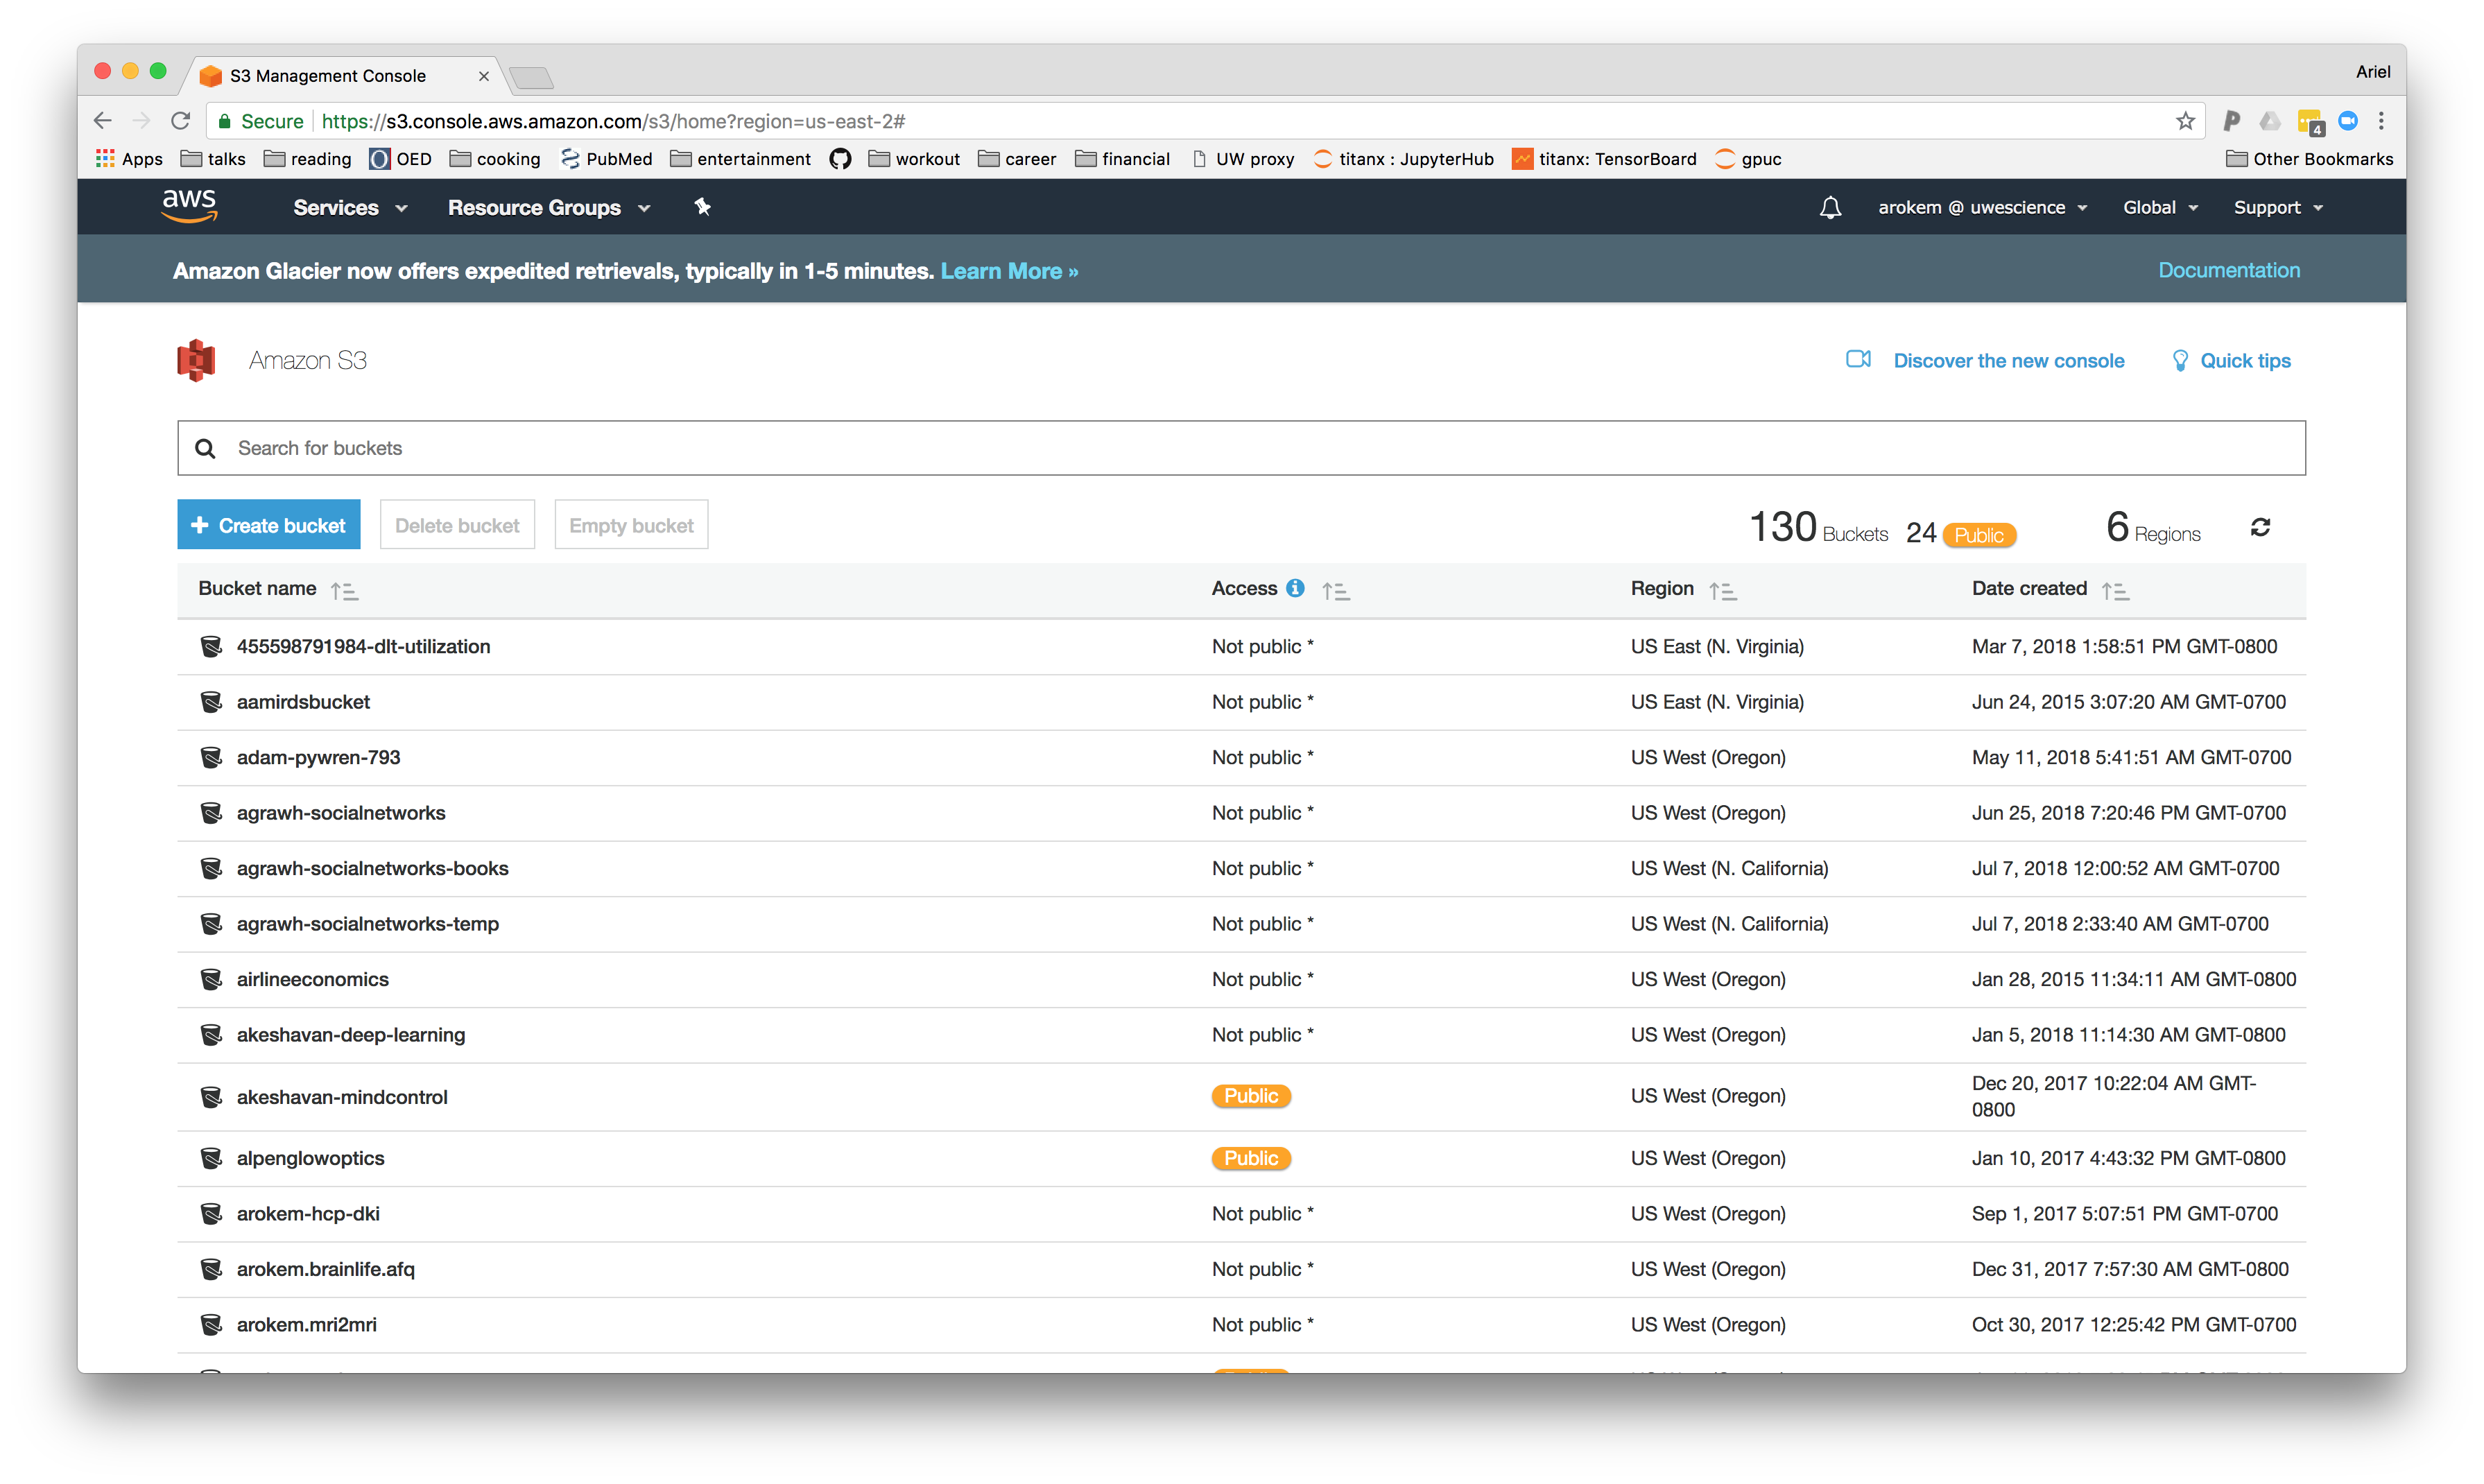 S3 Management Console
Ariel
Secure https://s3.console.aws.amazon.com/s3/home?region=us-east-2#
4
Apps talks reading OED cooking PubMed entertainment workout career financial UW proxy titanx : JupyterHub titanx: TensorBoard gpuc Other Bookmarks
aws Services Resource Groups arokem @ uwescience Global Support
Amazon Glacier now offers expedited retrievals, typically in 1-5 minutes. Learn More » Documentation
Amazon S3 Discover the new console Quick tips
Search for buckets
+ Create bucket Delete bucket Empty bucket 130 Buckets 24 Public 6 Regions
Bucket name Access Region Date created
455598791984-dlt-utilization Not public * US East (N. Virginia) Mar 7, 2018 1:58:51 PM GMT-0800
aamirdsbucket Not public * US East (N. Virginia) Jun 24, 2015 3:07:20 AM GMT-0700
adam-pywren-793 Not public * US West (Oregon) May 11, 2018 5:41:51 AM GMT-0700
agrawh-socialnetworks Not public * US West (Oregon) Jun 25, 2018 7:20:46 PM GMT-0700
agrawh-socialnetworks-books Not public * US West (N. California) Jul 7, 2018 12:00:52 AM GMT-0700
agrawh-socialnetworks-temp Not public * US West (N. California) Jul 7, 2018 2:33:40 AM GMT-0700
airlineeconomics Not public * US West (Oregon) Jan 28, 2015 11:34:11 AM GMT-0800
akeshavan-deep-learning Not public * US West (Oregon) Jan 5, 2018 11:14:30 AM GMT-0800
akeshavan-mindcontrol Public US West (Oregon) Dec 20, 2017 10:22:04 AM GMT-
0800
alpenglowoptics Public US West (Oregon) Jan 10, 2017 4:43:32 PM GMT-0800
arokem-hcp-dki Not public * US West (Oregon) Sep 1, 2017 5:07:51 PM GMT-0700
arokem.brainlife.afq Not public * US West (Oregon) Dec 31, 2017 7:57:30 AM GMT-0800
arokem.mri2mri Not public * US West (Oregon) Oct 30, 2017 12:25:42 PM GMT-0700